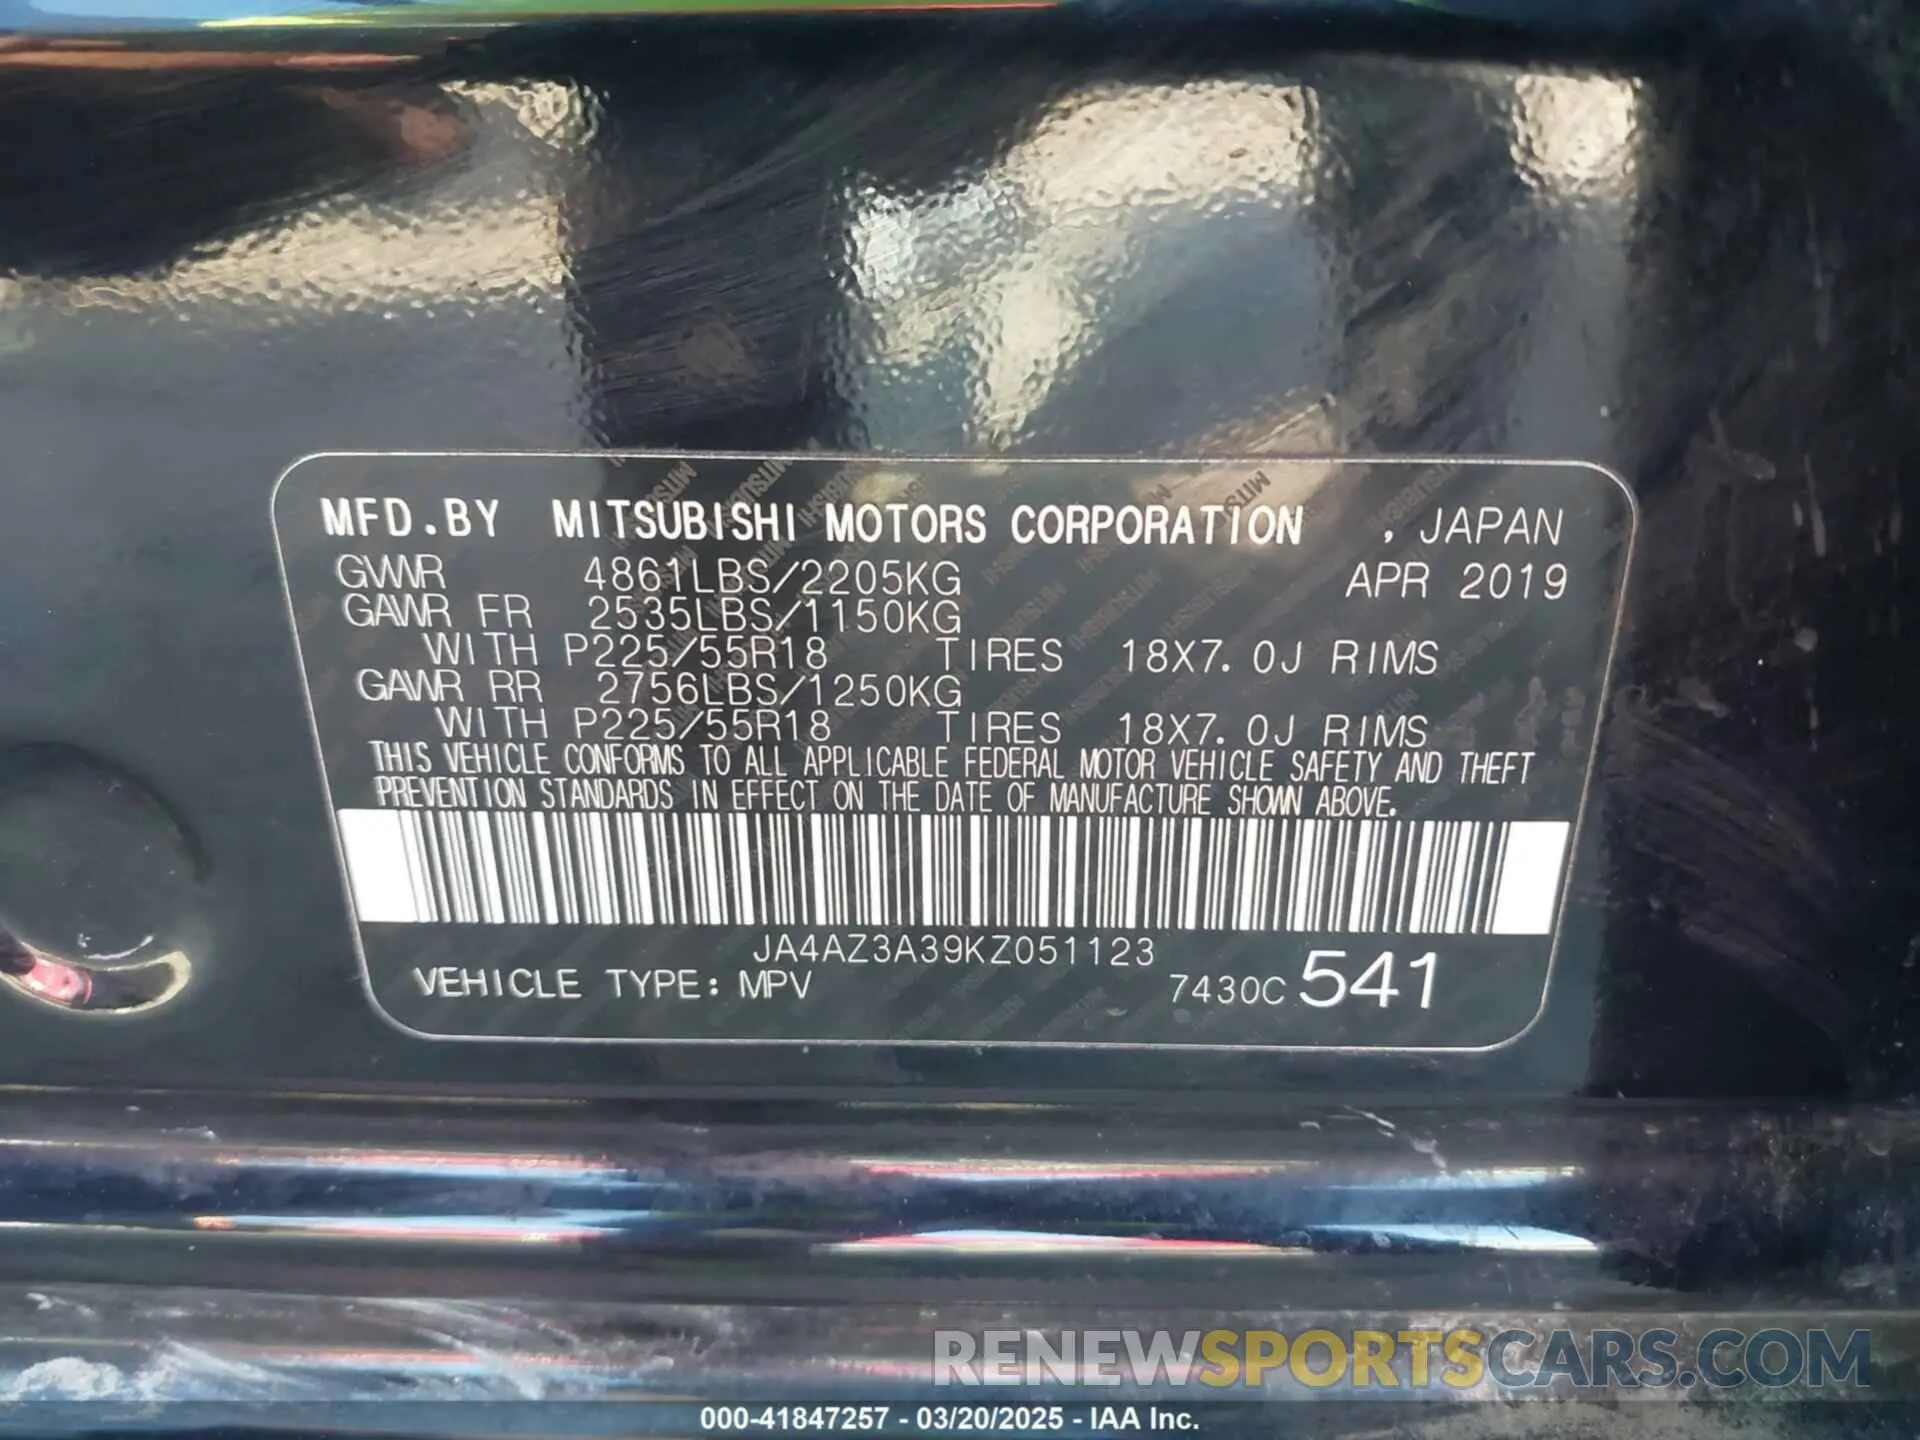 MFD.BY MITSUBISHI MOTORS CORPORATION , JAPAN
GVWR 4861LBS/2205KG APR 2019
GAWR FR 2535LBS/1150KG
WITH P225/55R18 TIRES 18X7.0J RIMS
GAWR RR 2756LBS/1250KG
WITH P225/55R18 TIRES 18X7.0J RIMS
THIS VEHICLE CONFORMS TO ALL APPLICABLE FEDERAL MOTOR VEHICLE SAFETY AND THEFT
PREVENTION STANDARDS IN EFFECT ON THE DATE OF MANUFACTURE SHOWN ABOVE.
JA4AZ3A39KZ051123
VEHICLE TYPE: MPV 7430C 541
RENEWSPORTSCARS.COM
000-41847257 - 03/20/2025 - IAA Inc.